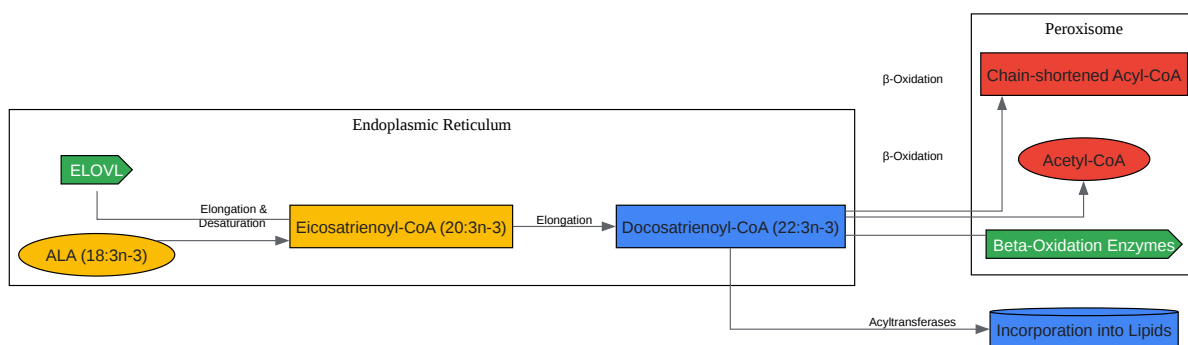 Peroxisome
Chain-shortened Acyl-CoA
β-Oxidation
Endoplasmic Reticulum
β-Oxidation
Acetyl-CoA
ELOVL
Elongation &
Desaturation
Eicosatrienoyl-CoA (20:3n-3)
Elongation
Docosatrienoyl-CoA (22:3n-3)
ALA (18:3n-3)
Beta-Oxidation Enzymes
Acyltransferases
Incorporation into Lipids